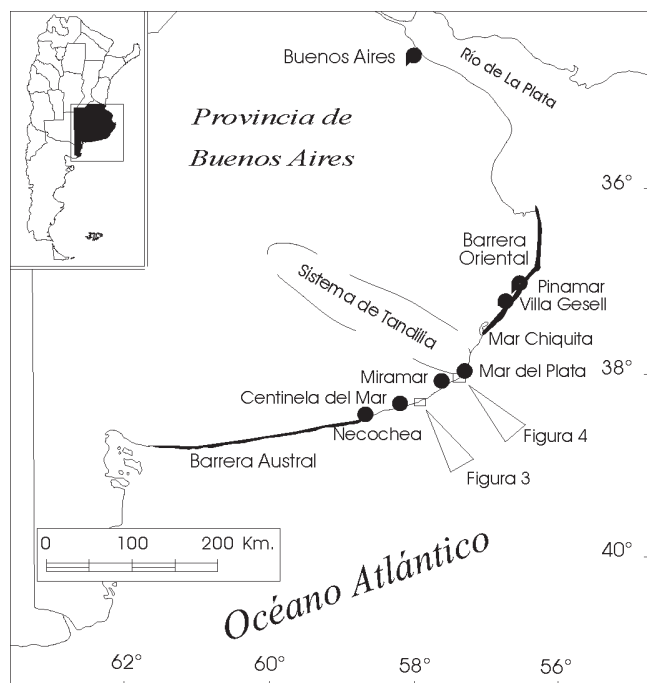 Buenos Aires
Río de La Plata
Provincia de
Buenos Aires
36°
Barrera
Oriental
Sistema de Tandilia
Pinamar
Villa Gesell
Mar Chiquita
Miramar
Mar del Plata
38°
Centinela del Mar
Necochea
Figura 4
Barrera Austral
Figura 3
0 100 200 Km.
40°
Océano Atlántico
62° 60° 58° 56°